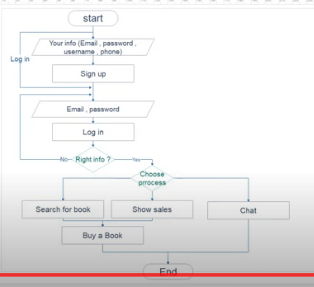 start
Your info (Email , password ,
username , phone)
Log in
Sign up
Email , password
Log in
No
Right info ?
Yes
Choose
process
Search for book
Show sales
Chat
Buy a Book
End